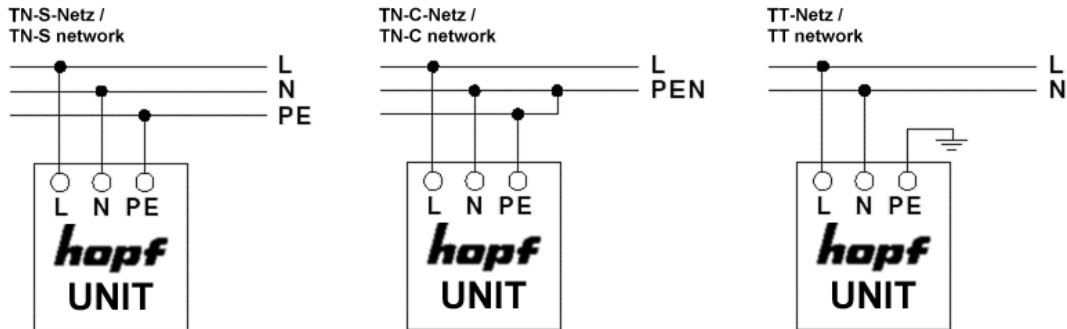 TN-S-Netz /
TN-S network
L
N
PE
L N PE
hopf
UNIT
TN-C-Netz /
TN-C network
L
PEN
L N PE
hopf
UNIT
TT-Netz /
TT network
L
N
L N PE
hopf
UNIT